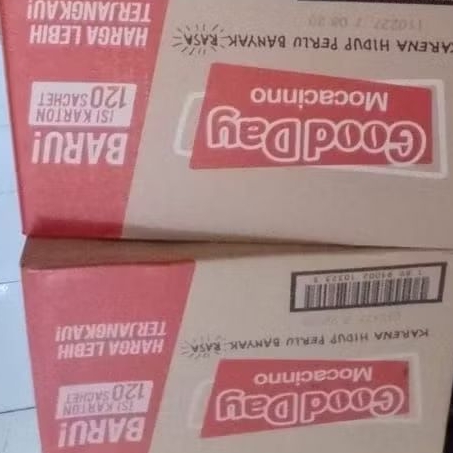 BARU!
ISI KARTON
120 SACHET
HARGA LEBIH
TERJANGKAU!
Good Day
Mocacinno
KARENA HIDUP PERLU BANYAK RASA
BARU!
ISI KARTON
120 SACHET
HARGA LEBIH
TERJANGKAU!
Good Day
Mocacinno
KARENA HIDUP PERLU BANYAK RASA